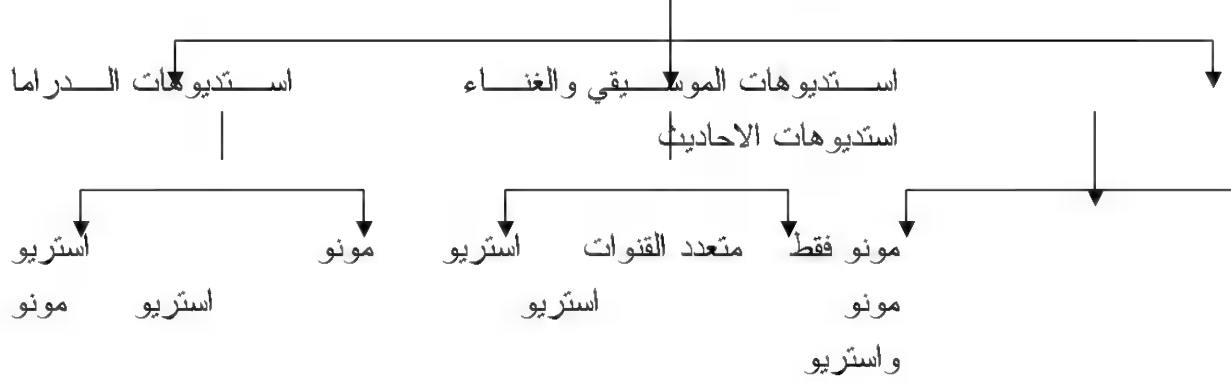 استديوهات الموسيقي والغناء استديوهات الدراما
استديوهات الاحاديث
مونو فقط متعدد القنوات استريو مونو استريو
مونو استريو استريو مونو
واستريو